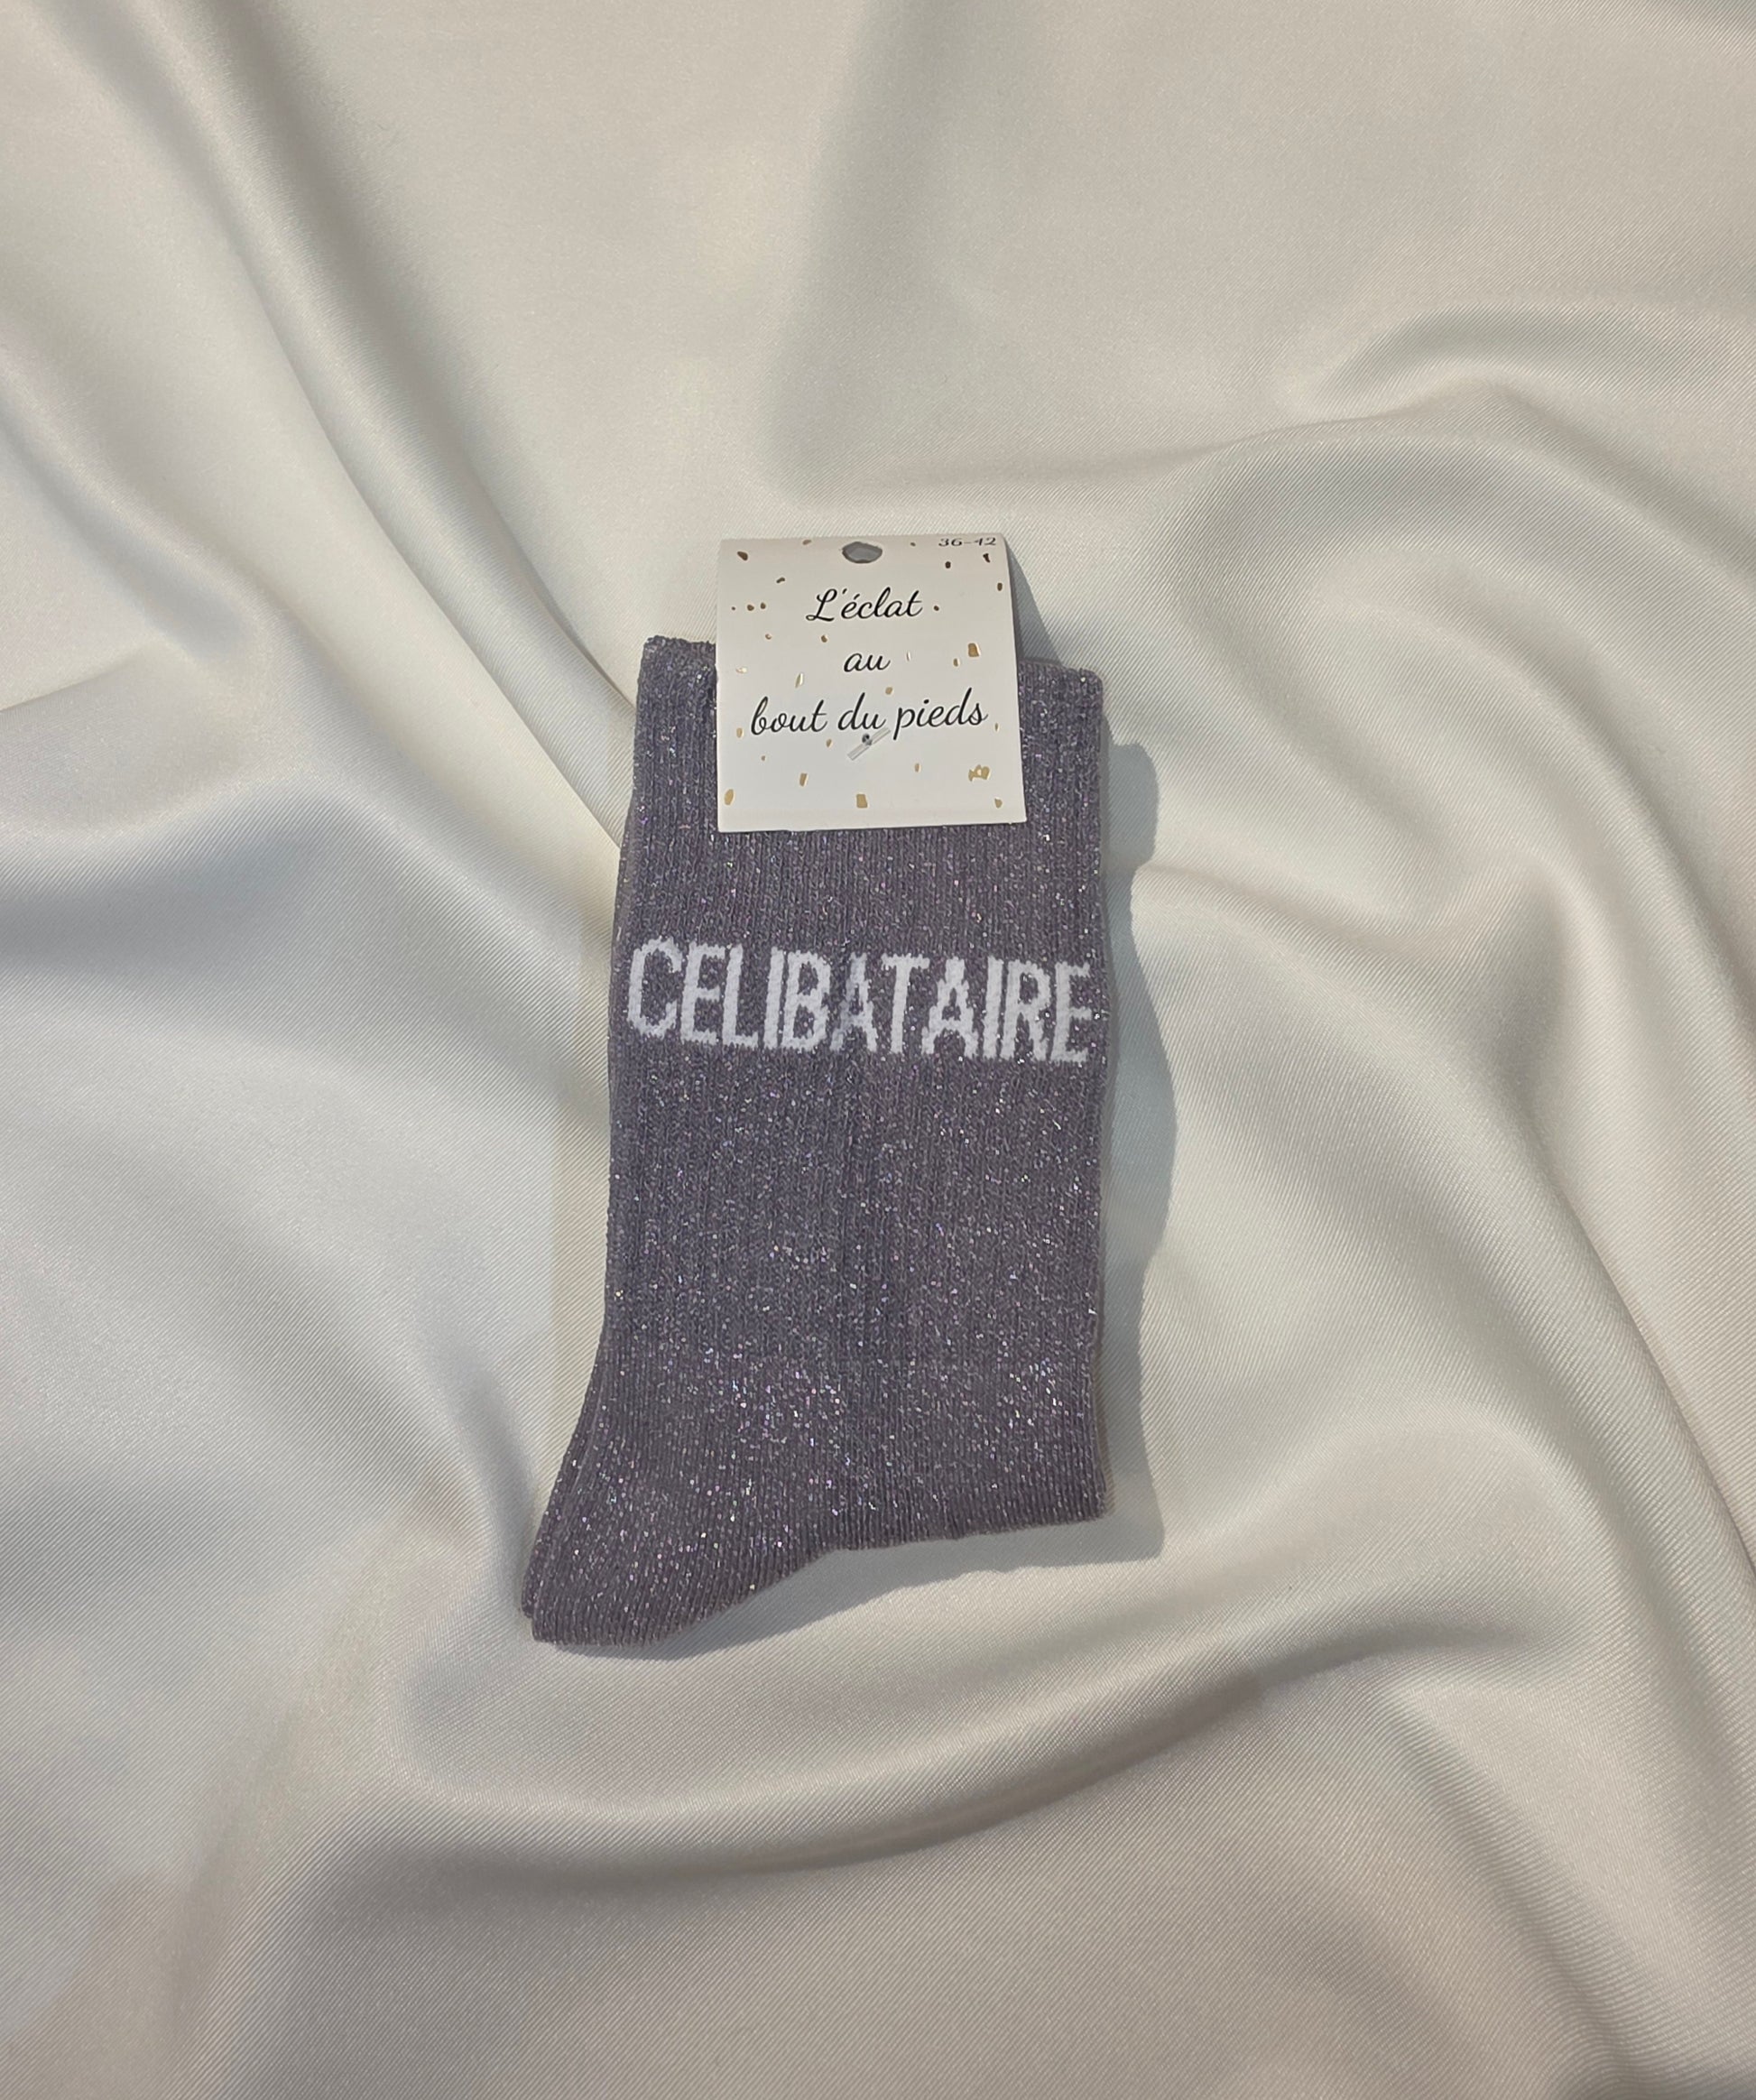 36-42
L'éclat
au
bout du pieds
CELIBATAIRE